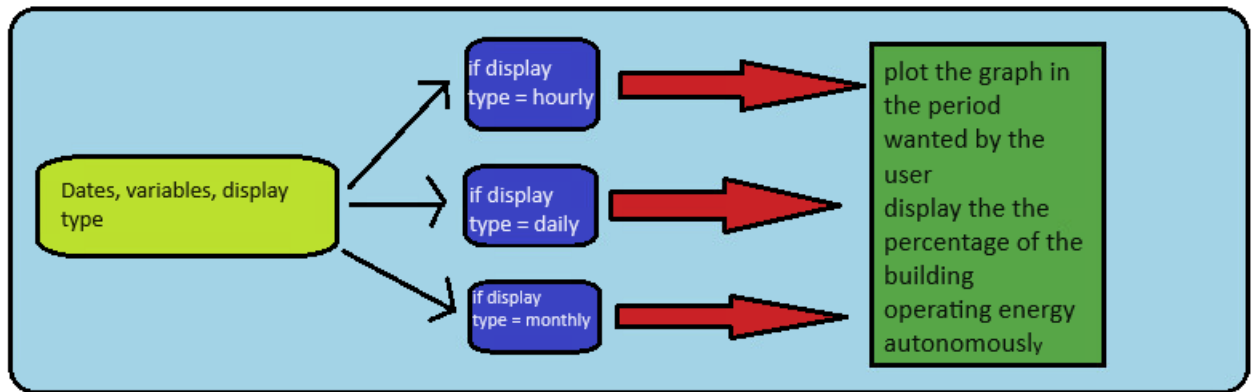 Dates, variables, display
type
if display
type = hourly
if display
type = daily
if display
type = monthly
plot the graph in
the period
wanted by the
user
display the the
percentage of the
building
operating energy
autonomously